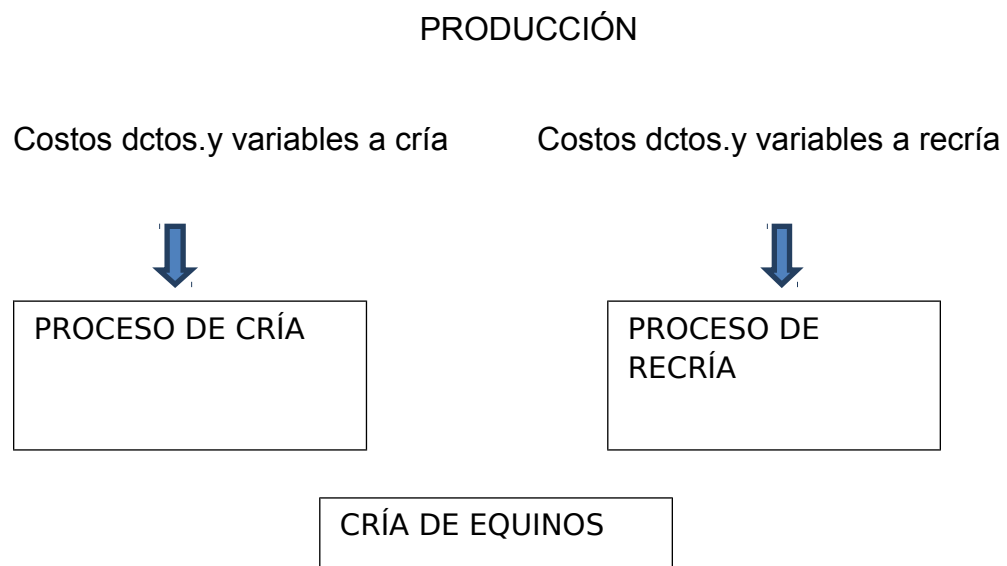 PRODUCCIÓN
Costos dctos.y variables a cría
Costos dctos.y variables a recría
PROCESO DE CRÍA
PROCESO DE
RECRÍA
CRÍA DE EQUINOS